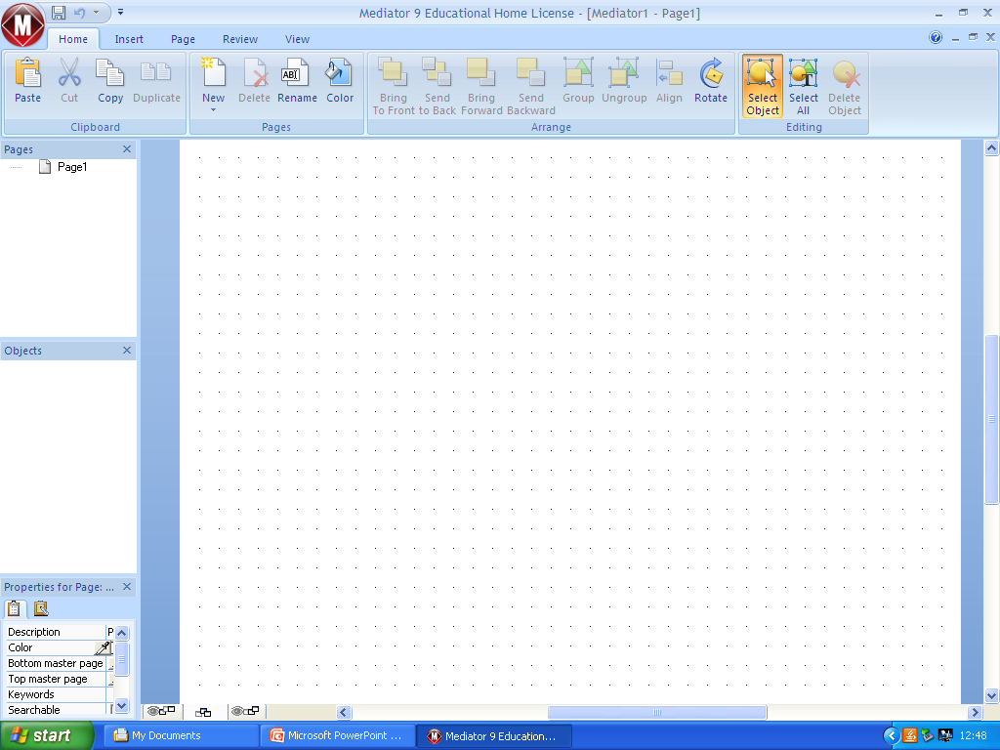 Mediator 9 Educational Home License - [Mediator1 - Page1]
M
Home Insert Page Review View
Paste Cut Copy Duplicate
Clipboard
New Delete Rename Color
ABI
Pages
Bring To Front Send to Back Bring Forward Send Backward Group Ungroup Align Rotate
Arrange
Select Object Select All Delete Object
T
Editing
Pages
Page1
Objects
Properties for Page: ...
Description P
Color
Bottom master page
Top master page
Keywords
Searchable
start My Documents Microsoft PowerPoint ... Mediator 9 Education... 12:48